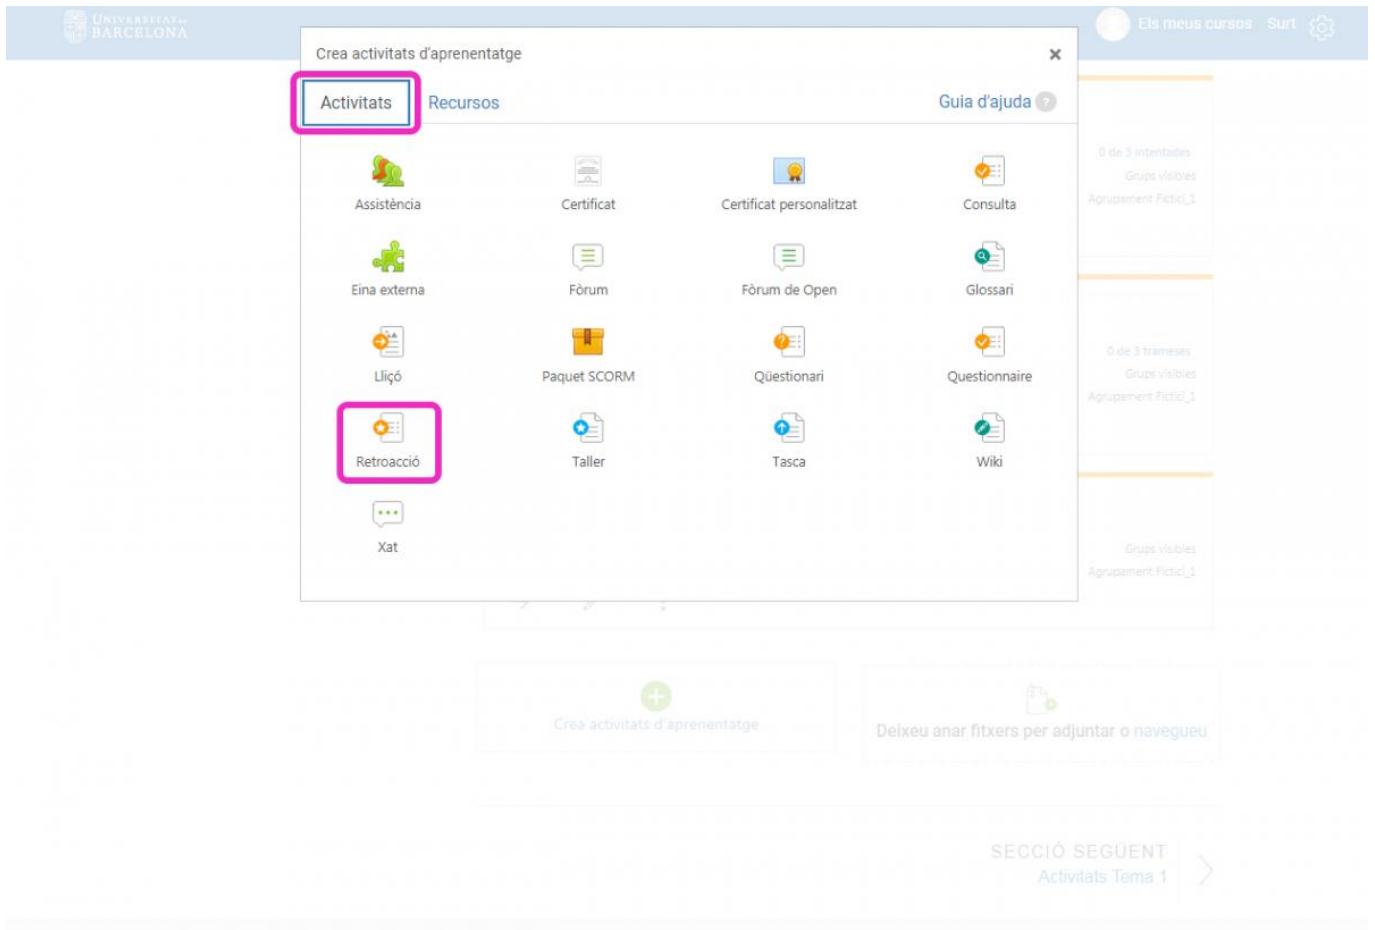 UNIVERSITAT DE
BARCELONA
Els meus cursos Surt
Crea activitats d'aprenentatge
Activitats Recursos Guia d'ajuda ?
0 de 3 intentades
Grups visibles
Agrupament Fictici_1
Assistència Certificat Certificat personalitzat Consulta
Eina externa Fòrum Fòrum de Open Glossari
0 de 3 trameses
Grups visibles
Agrupament Fictici_1
Lliçó Paquet SCORM Qüestionari Questionnaire
Retroacció Taller Tasca Wiki
Xat
Grups visibles
Agrupament Fictici_1
Crea activitats d'aprenentatge
Deixeu anar fitxers per adjuntar o navegueu
SECCIÓ SEGÜENT
Activitats Tema 1